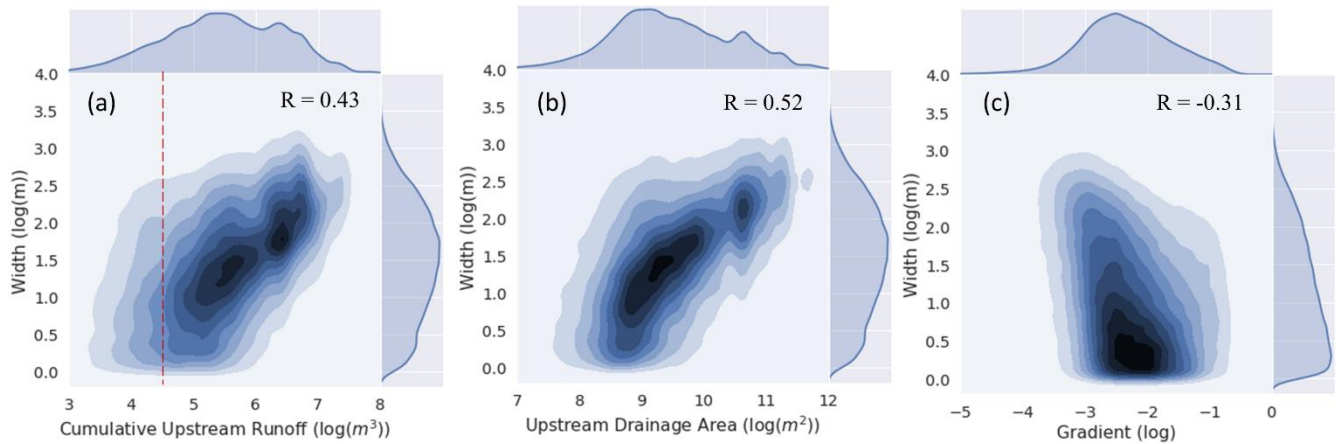 (a)
R = 0.43
4.0
3.5
3.0
2.5
2.0
1.5
1.0
0.5
0.0
Width (log(m))
3 4 5 6 7 8
Cumulative Upstream Runoff (log(m³))
(b)
R = 0.52
4.0
3.5
3.0
2.5
2.0
1.5
1.0
0.5
0.0
Width (log(m))
7 8 9 10 11 12
Upstream Drainage Area (log(m²))
(c)
R = -0.31
4.0
3.5
3.0
2.5
2.0
1.5
1.0
0.5
0.0
Width (log(m))
−5 −4 −3 −2 −1 0
Gradient (log)